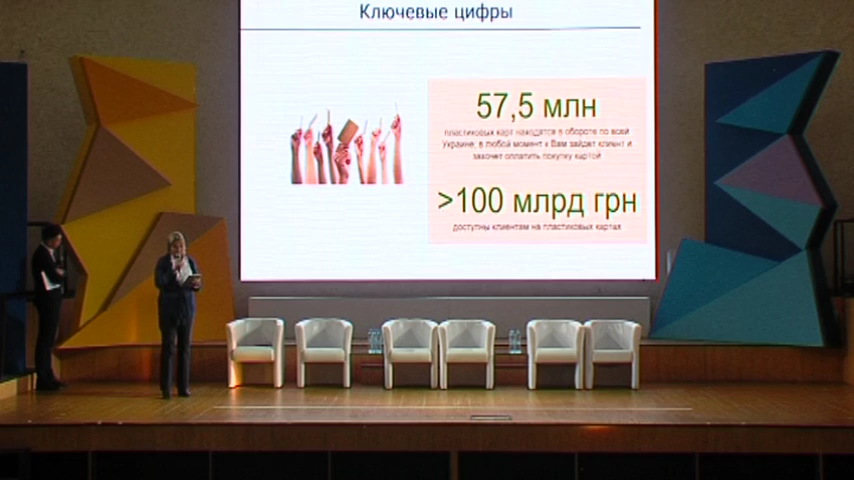 Ключевые цифры
57,5 млн
пластиковых карт находятся в обороте по всей
Украине; в любой момент к Вам зайдет клиент и
захочет оплатить покупку картой
>100 млрд грн
доступны клиентам на пластиковых картах